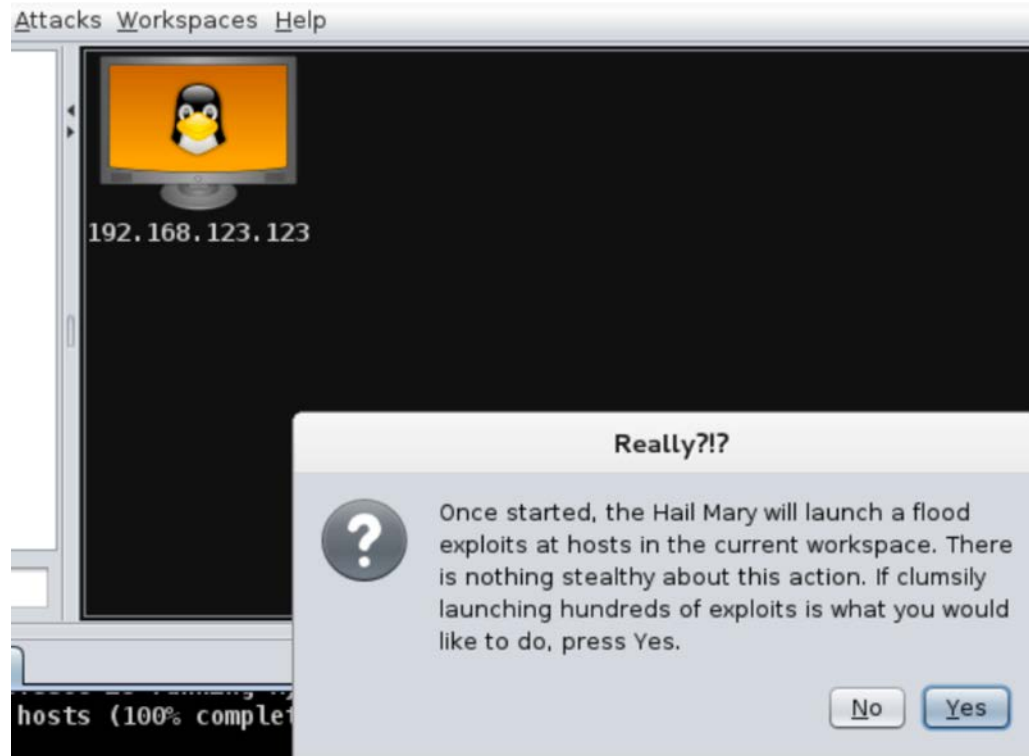 Attacks Workspaces Help
192.168.123.123
Really?!?
Once started, the Hail Mary will launch a flood
exploits at hosts in the current workspace. There
is nothing stealthy about this action. If clumsily
launching hundreds of exploits is what you would
like to do, press Yes.
No Yes
hosts (100%